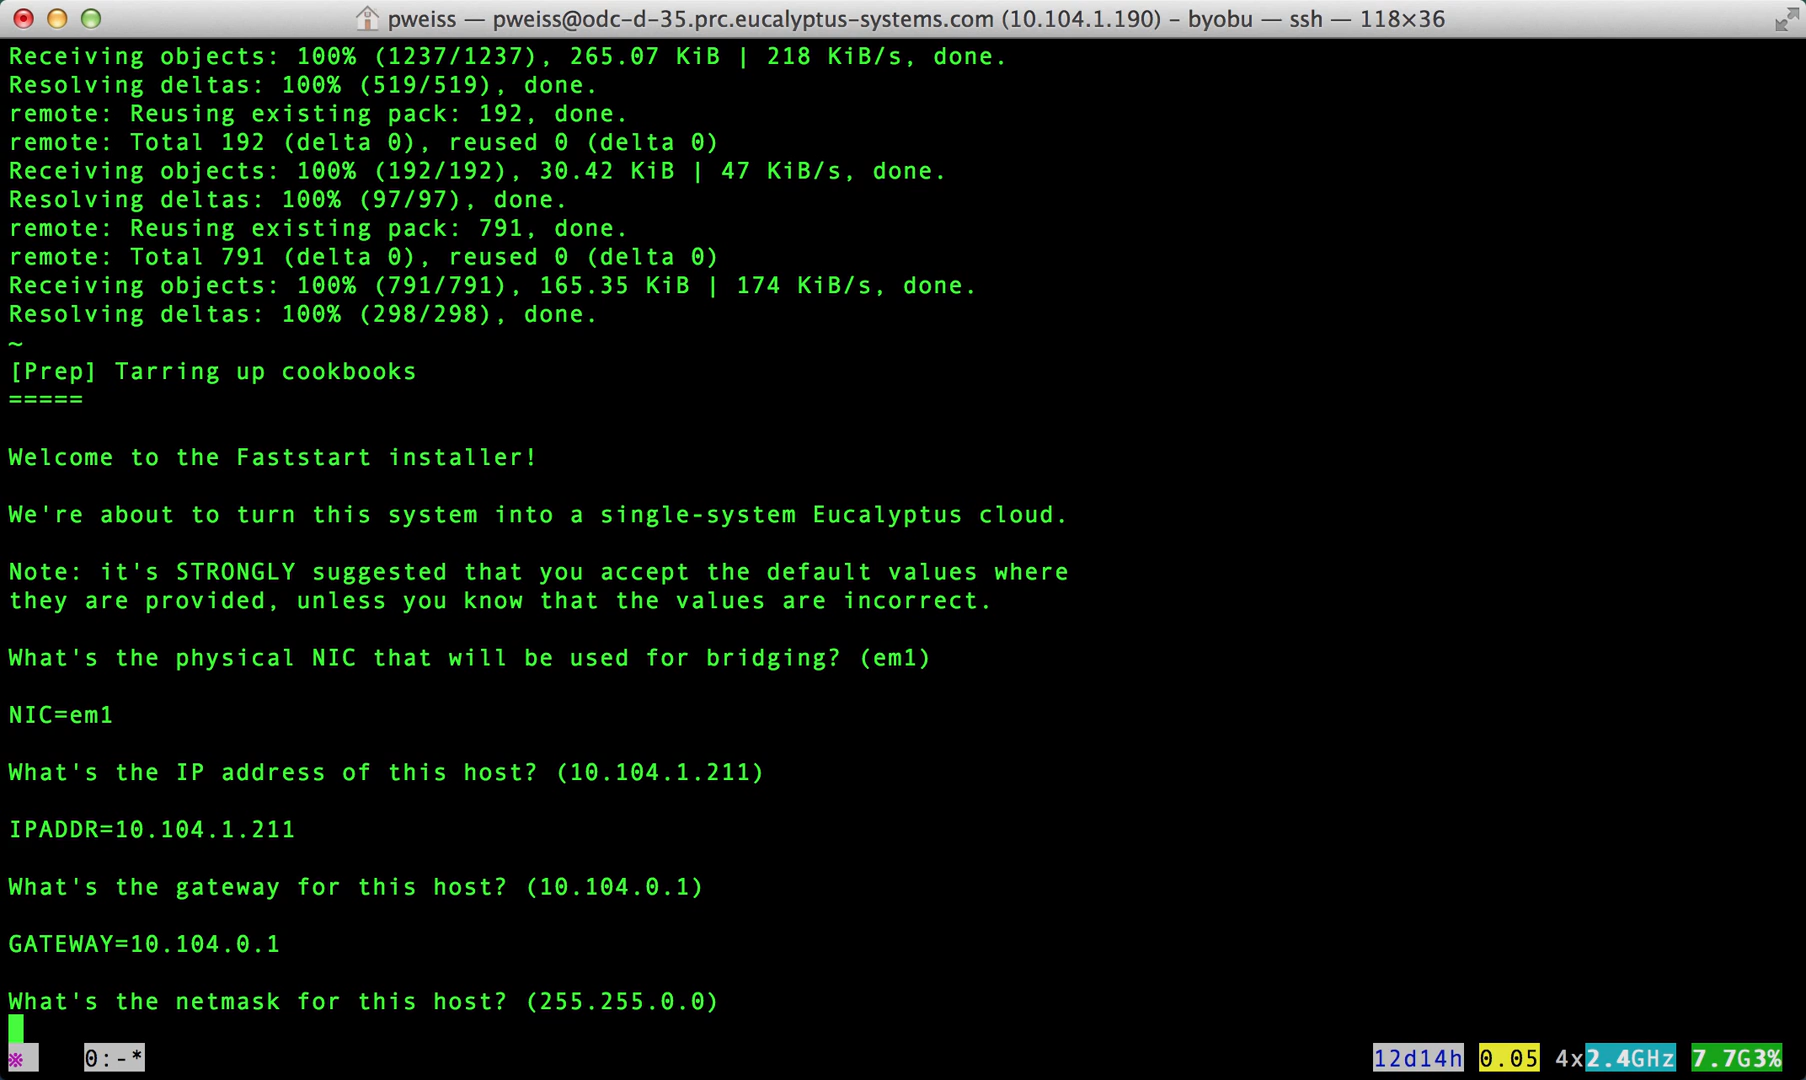 pweiss — pweiss@odc-d-35.prc.eucalyptus-systems.com (10.104.1.190) – byobu — ssh — 118×36
Receiving objects: 100% (1237/1237), 265.07 KiB | 218 KiB/s, done.
Resolving deltas: 100% (519/519), done.
remote: Reusing existing pack: 192, done.
remote: Total 192 (delta 0), reused 0 (delta 0)
Receiving objects: 100% (192/192), 30.42 KiB | 47 KiB/s, done.
Resolving deltas: 100% (97/97), done.
remote: Reusing existing pack: 791, done.
remote: Total 791 (delta 0), reused 0 (delta 0)
Receiving objects: 100% (791/791), 165.35 KiB | 174 KiB/s, done.
Resolving deltas: 100% (298/298), done.
~
[Prep] Tarring up cookbooks
=====
Welcome to the Faststart installer!
We're about to turn this system into a single-system Eucalyptus cloud.
Note: it's STRONGLY suggested that you accept the default values where
they are provided, unless you know that the values are incorrect.
What's the physical NIC that will be used for bridging? (em1)
NIC=em1
What's the IP address of this host? (10.104.1.211)
IPADDR=10.104.1.211
What's the gateway for this host? (10.104.0.1)
GATEWAY=10.104.0.1
What's the netmask for this host? (255.255.0.0)
※ 0:-* 12d14h 0.05 4x2.4GHz 7.7G3%